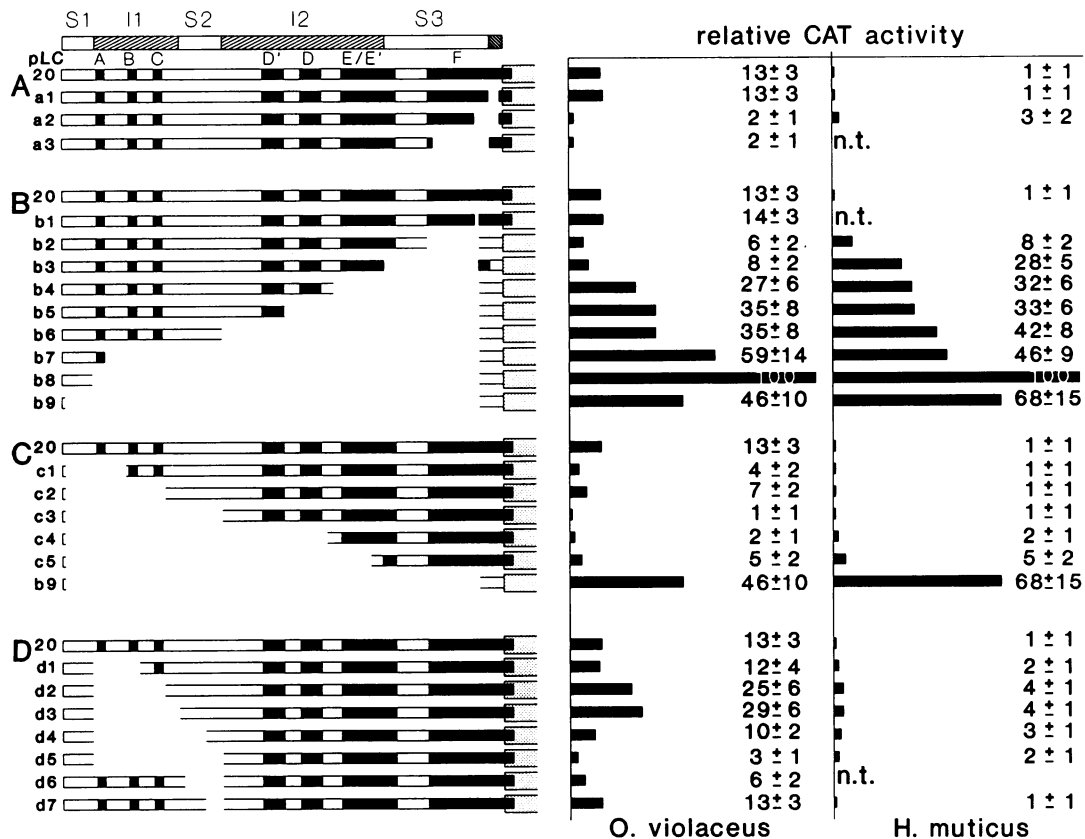 S1 I1 S2 I2 S3
relative CAT activity
pLC A B C D' D E/E' F
A 20 13 ± 3 1 ± 1
a1 13 ± 3 1 ± 1
a2 2 ± 1 3 ± 2
a3 2 ± 1 n.t.
B 20 13 ± 3 1 ± 1
b1 14 ± 3 n.t.
b2 6 ± 2 8 ± 2
b3 8 ± 2 28 ± 5
b4 27 ± 6 32 ± 6
b5 35 ± 8 33 ± 6
b6 35 ± 8 42 ± 8
b7 59 ± 14 46 ± 9
b8 100 100
b9 46 ± 10 68 ± 15
C 20 13 ± 3 1 ± 1
c1 4 ± 2 1 ± 1
c2 7 ± 2 1 ± 1
c3 1 ± 1 1 ± 1
c4 2 ± 1 2 ± 1
c5 5 ± 2 5 ± 2
b9 46 ± 10 68 ± 15
D 20 13 ± 3 1 ± 1
d1 12 ± 4 2 ± 1
d2 25 ± 6 4 ± 1
d3 29 ± 6 4 ± 1
d4 10 ± 2 3 ± 1
d5 3 ± 1 2 ± 1
d6 6 ± 2 n.t.
d7 13 ± 3 1 ± 1
O. violaceus H. muticus